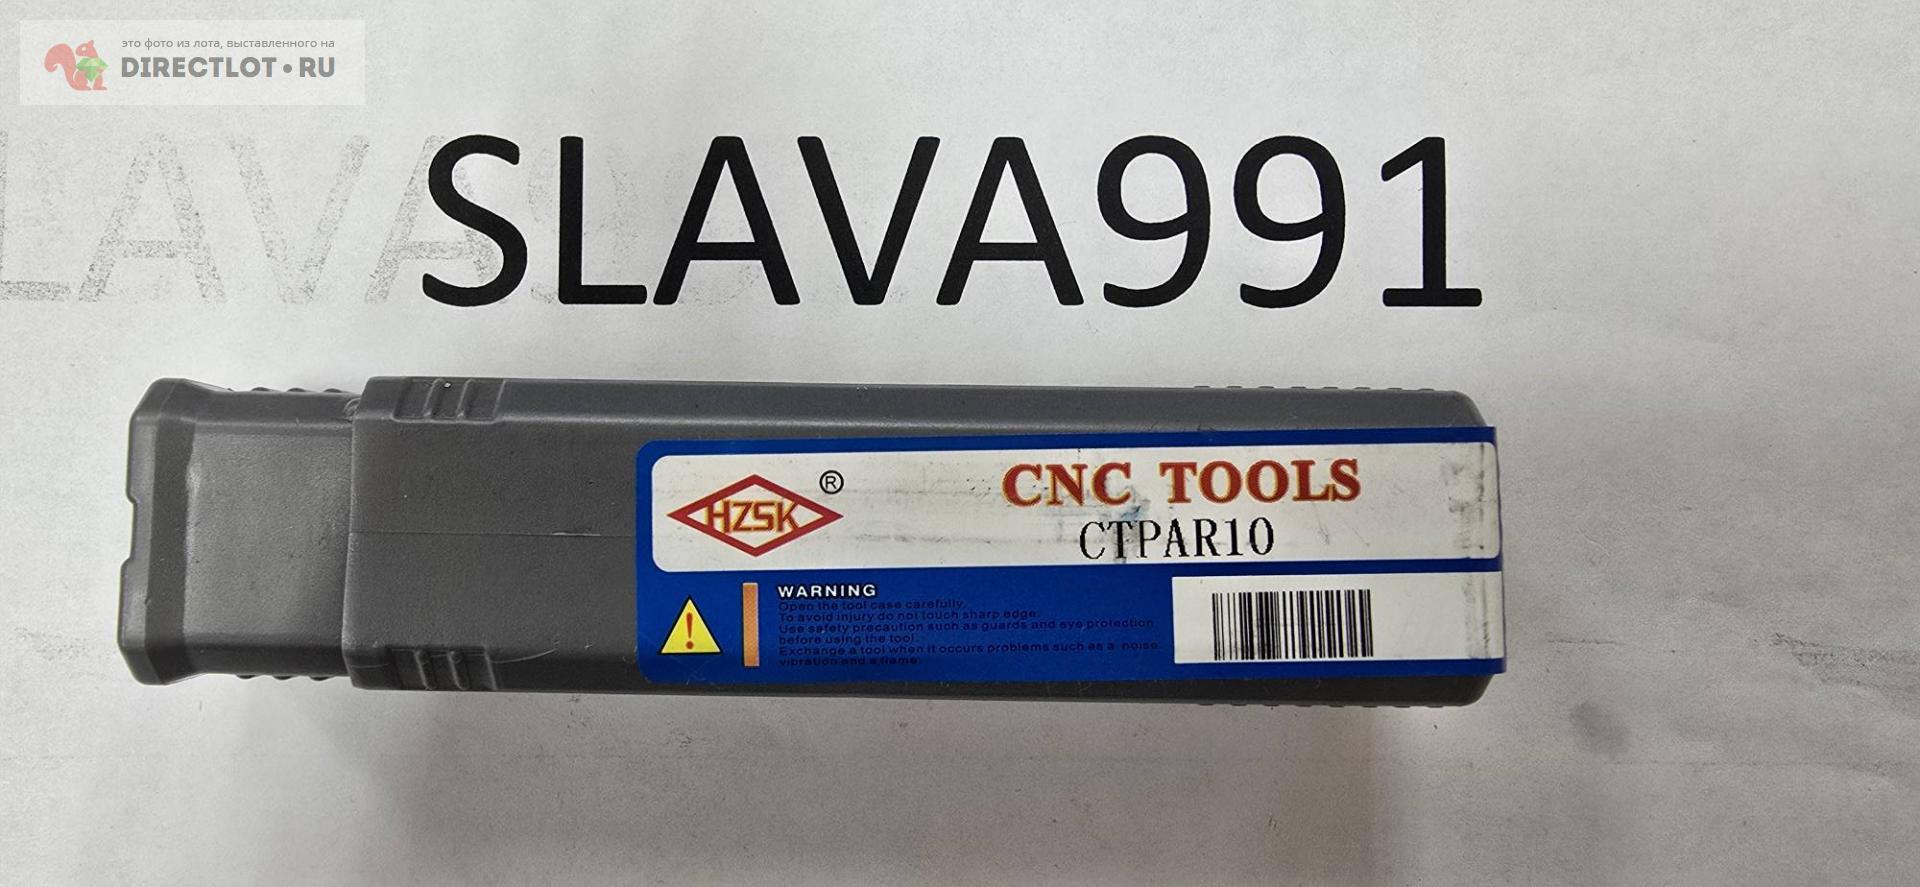 это фото из лота, выставленного на
DIRECTLOT•RU
LAVA9
SLAVA991
HZSK ®
CNC TOOLS
CTPAR10
WARNING
Open the tool case carefully.
To avoid injury do not touch sharp edge.
Use safety precaution such as guards and eye protection
before using the tool.
Exchange a tool when it occurs problems such as a noise
vibration and a flame.